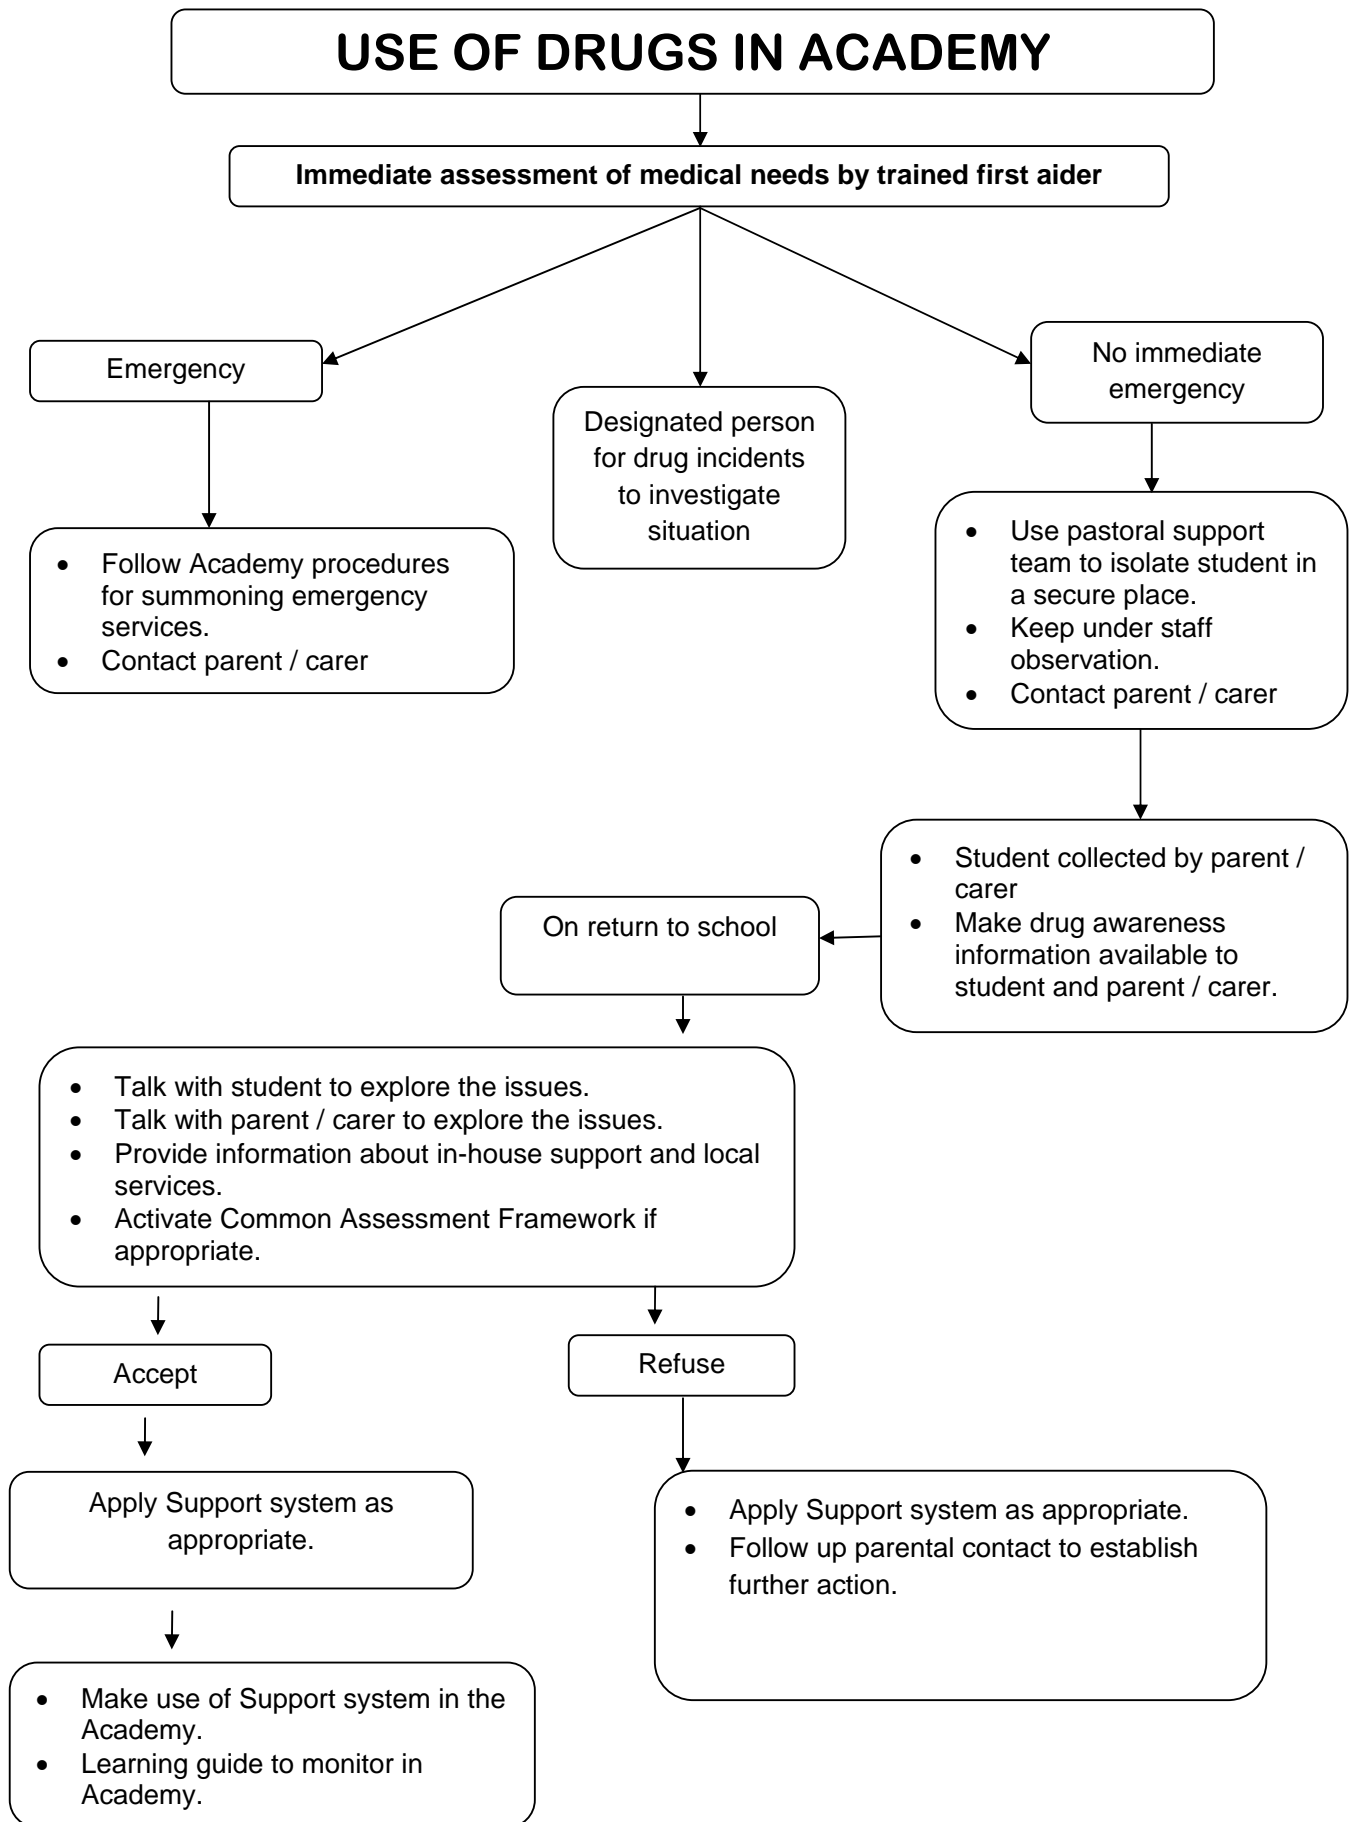 USE OF DRUGS IN ACADEMY
Immediate assessment of medical needs by trained first aider
Emergency
No immediate
emergency
Designated person
for drug incidents
to investigate
situation
• Follow Academy procedures
for summoning emergency
services.
• Contact parent / carer
• Use pastoral support
team to isolate student in
a secure place.
• Keep under staff
observation.
• Contact parent / carer
• Student collected by parent /
carer
• Make drug awareness
information available to
student and parent / carer.
On return to school
• Talk with student to explore the issues.
• Talk with parent / carer to explore the issues.
• Provide information about in-house support and local
services.
• Activate Common Assessment Framework if
appropriate.
Accept
Refuse
Apply Support system as
appropriate.
• Apply Support system as appropriate.
• Follow up parental contact to establish
further action.
• Make use of Support system in the
Academy.
• Learning guide to monitor in
Academy.